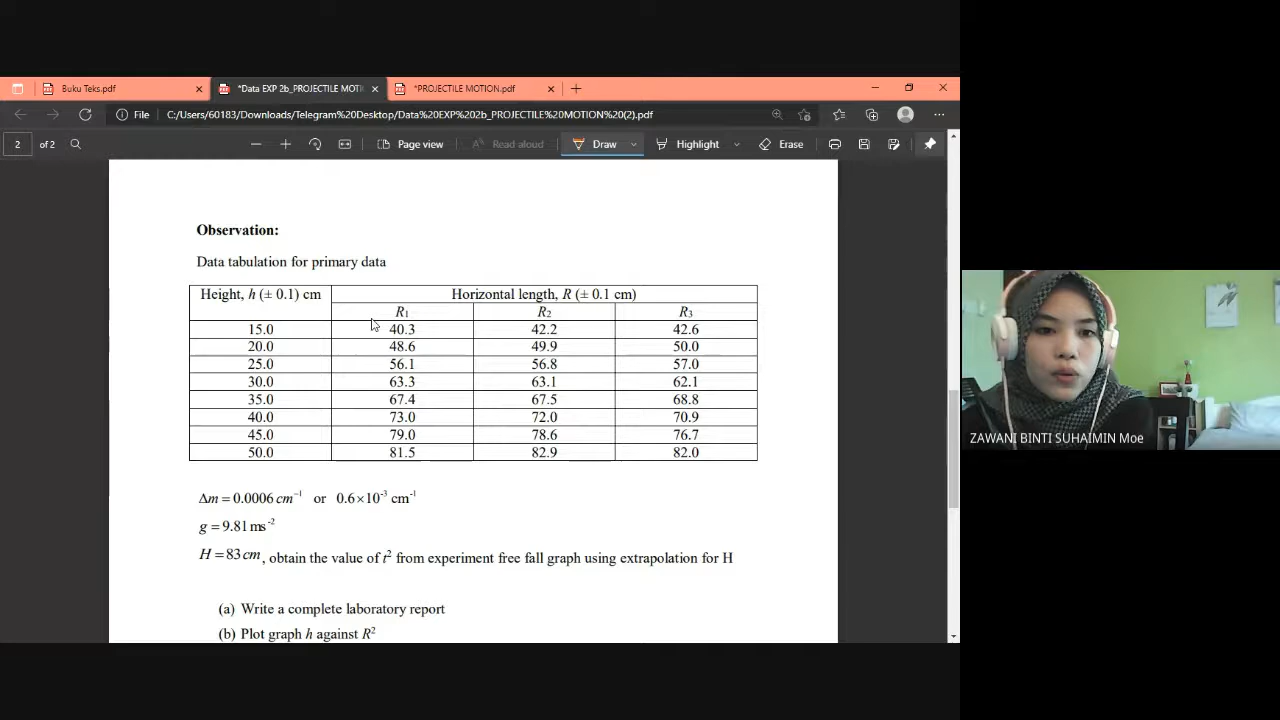 Buku Teks.pdf
*Data EXP 2b_PROJECTILE MOTI
*PROJECTILE MOTION.pdf
File
C:/Users/60183/Downloads/Telegram%20Desktop/Data%20EXP%202b_PROJECTILE%20MOTION%20(2).pdf
2 of 2
Page view
Read aloud
Draw
Highlight
Erase
Observation:
Data tabulation for primary data
Height, h (± 0.1) cm Horizontal length, R (± 0.1 cm)
R₁ R₂ R₃
15.0 40.3 42.2 42.6
20.0 48.6 49.9 50.0
25.0 56.1 56.8 57.0
30.0 63.3 63.1 62.1
35.0 67.4 67.5 68.8
40.0 73.0 72.0 70.9
45.0 79.0 78.6 76.7
50.0 81.5 82.9 82.0
Δm = 0.0006 cm⁻¹ or 0.6×10⁻³ cm⁻¹
g = 9.81 ms⁻²
H = 83 cm, obtain the value of t² from experiment free fall graph using extrapolation for H
(a) Write a complete laboratory report
(b) Plot graph h against R²
ZAWANI BINTI SUHAIMIN Moe